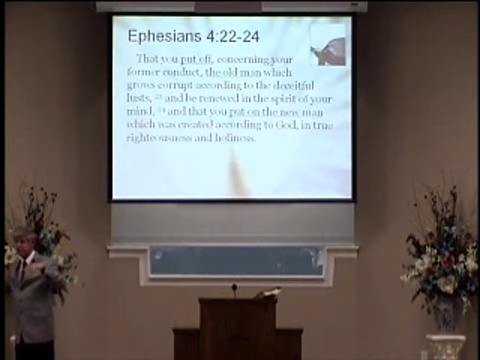 Ephesians 4:22-24
That you put off, concerning your
former conduct, the old man which
grows corrupt according to the deceitful
lusts, 23 and be renewed in the spirit of your
mind, 24 and that you put on the new man
which was created according to God, in true
righteousness and holiness.